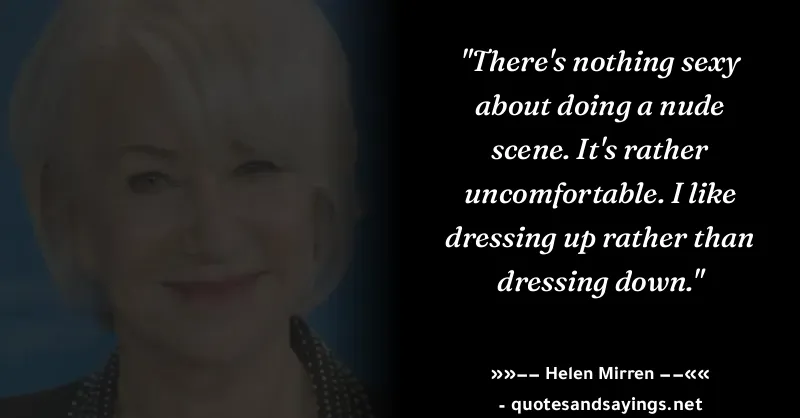 "There's nothing sexy
about doing a nude
scene. It's rather
uncomfortable. I like
dressing up rather than
dressing down."
»»−− Helen Mirren −−««
- quotesandsayings.net